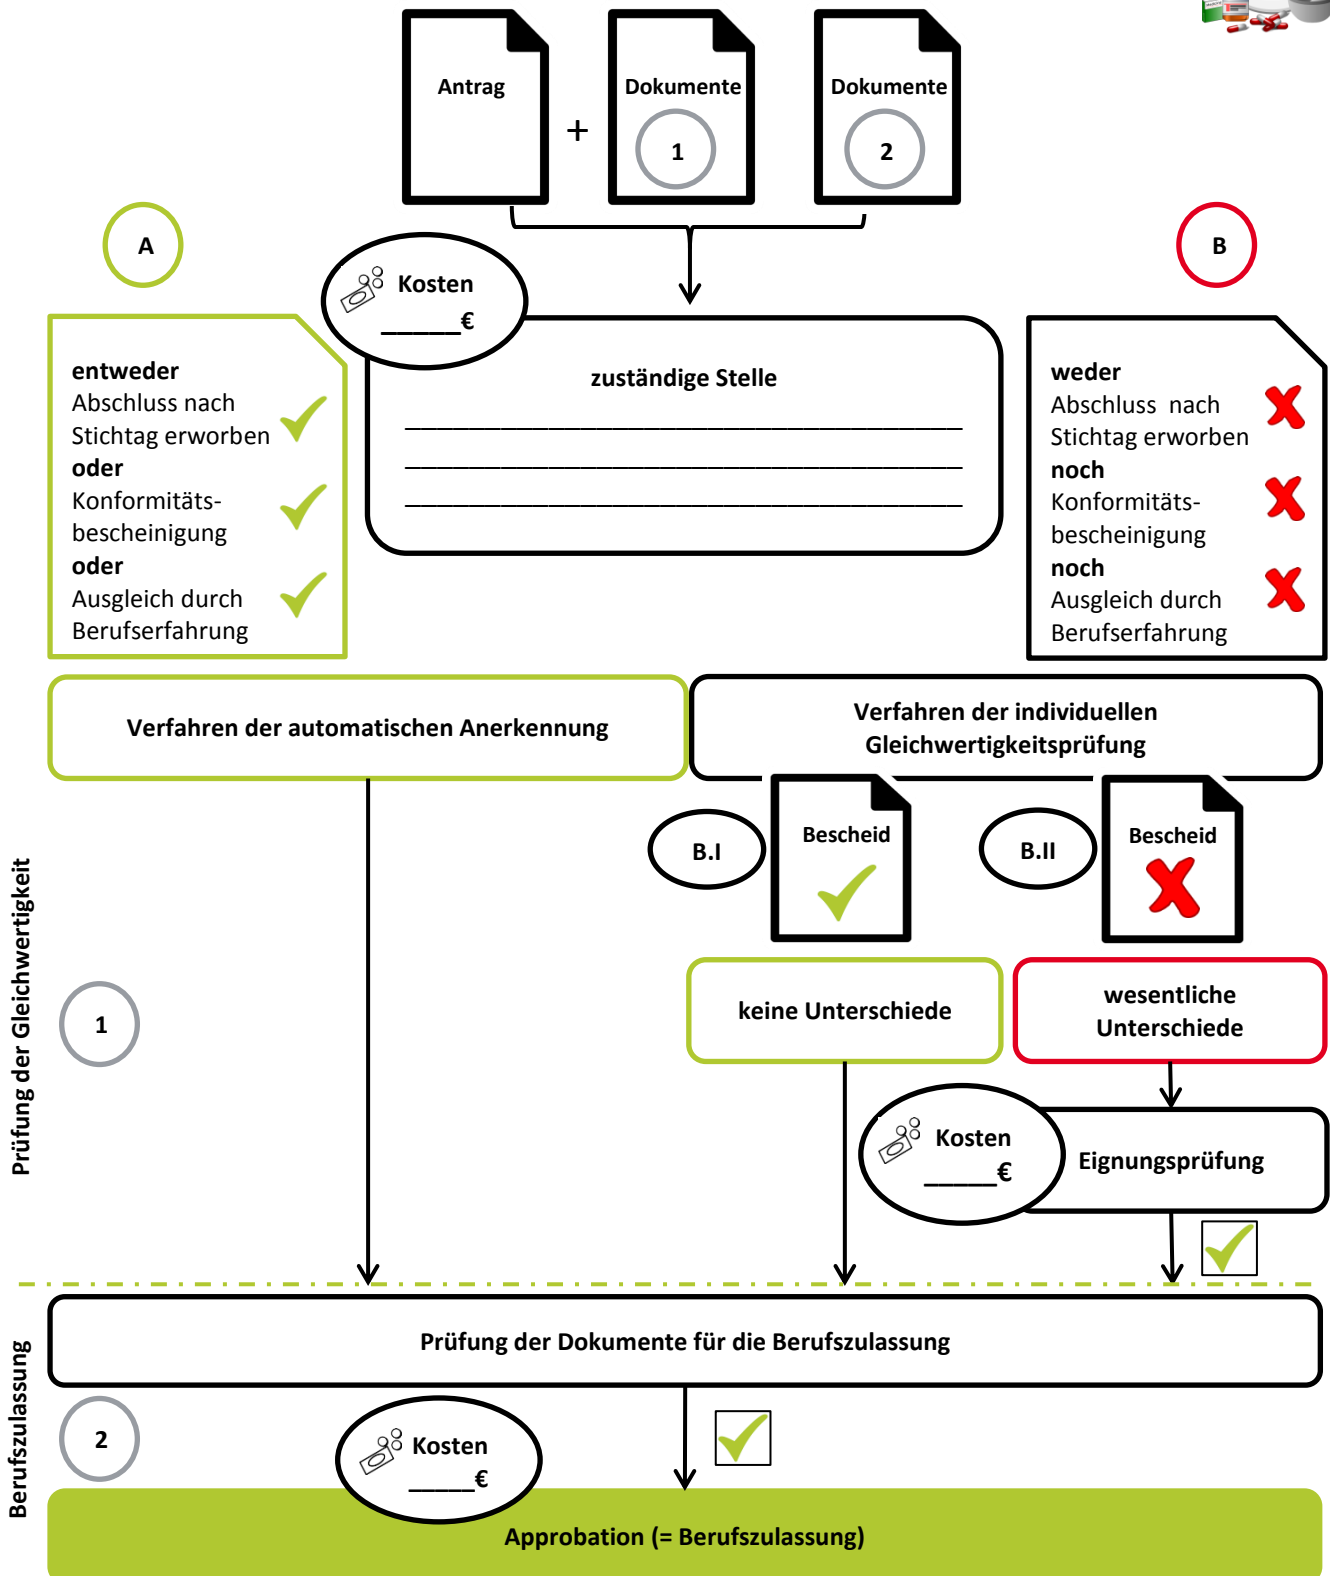 Antrag
+
Dokumente
1
Dokumente
2
A
B
Kosten
_____€
zuständige Stelle
entweder
Abschluss nach
Stichtag erworben
oder
Konformitäts-
bescheinigung
oder
Ausgleich durch
Berufserfahrung
weder
Abschluss nach
Stichtag erworben
noch
Konformitäts-
bescheinigung
noch
Ausgleich durch
Berufserfahrung
Verfahren der automatischen Anerkennung
Verfahren der individuellen
Gleichwertigkeitsprüfung
B.I
Bescheid
B.II
Bescheid
Prüfung der Gleichwertigkeit
1
keine Unterschiede
wesentliche
Unterschiede
Kosten
_____€
Eignungsprüfung
Prüfung der Dokumente für die Berufszulassung
Berufszulassung
2
Kosten
_____€
Approbation (= Berufszulassung)